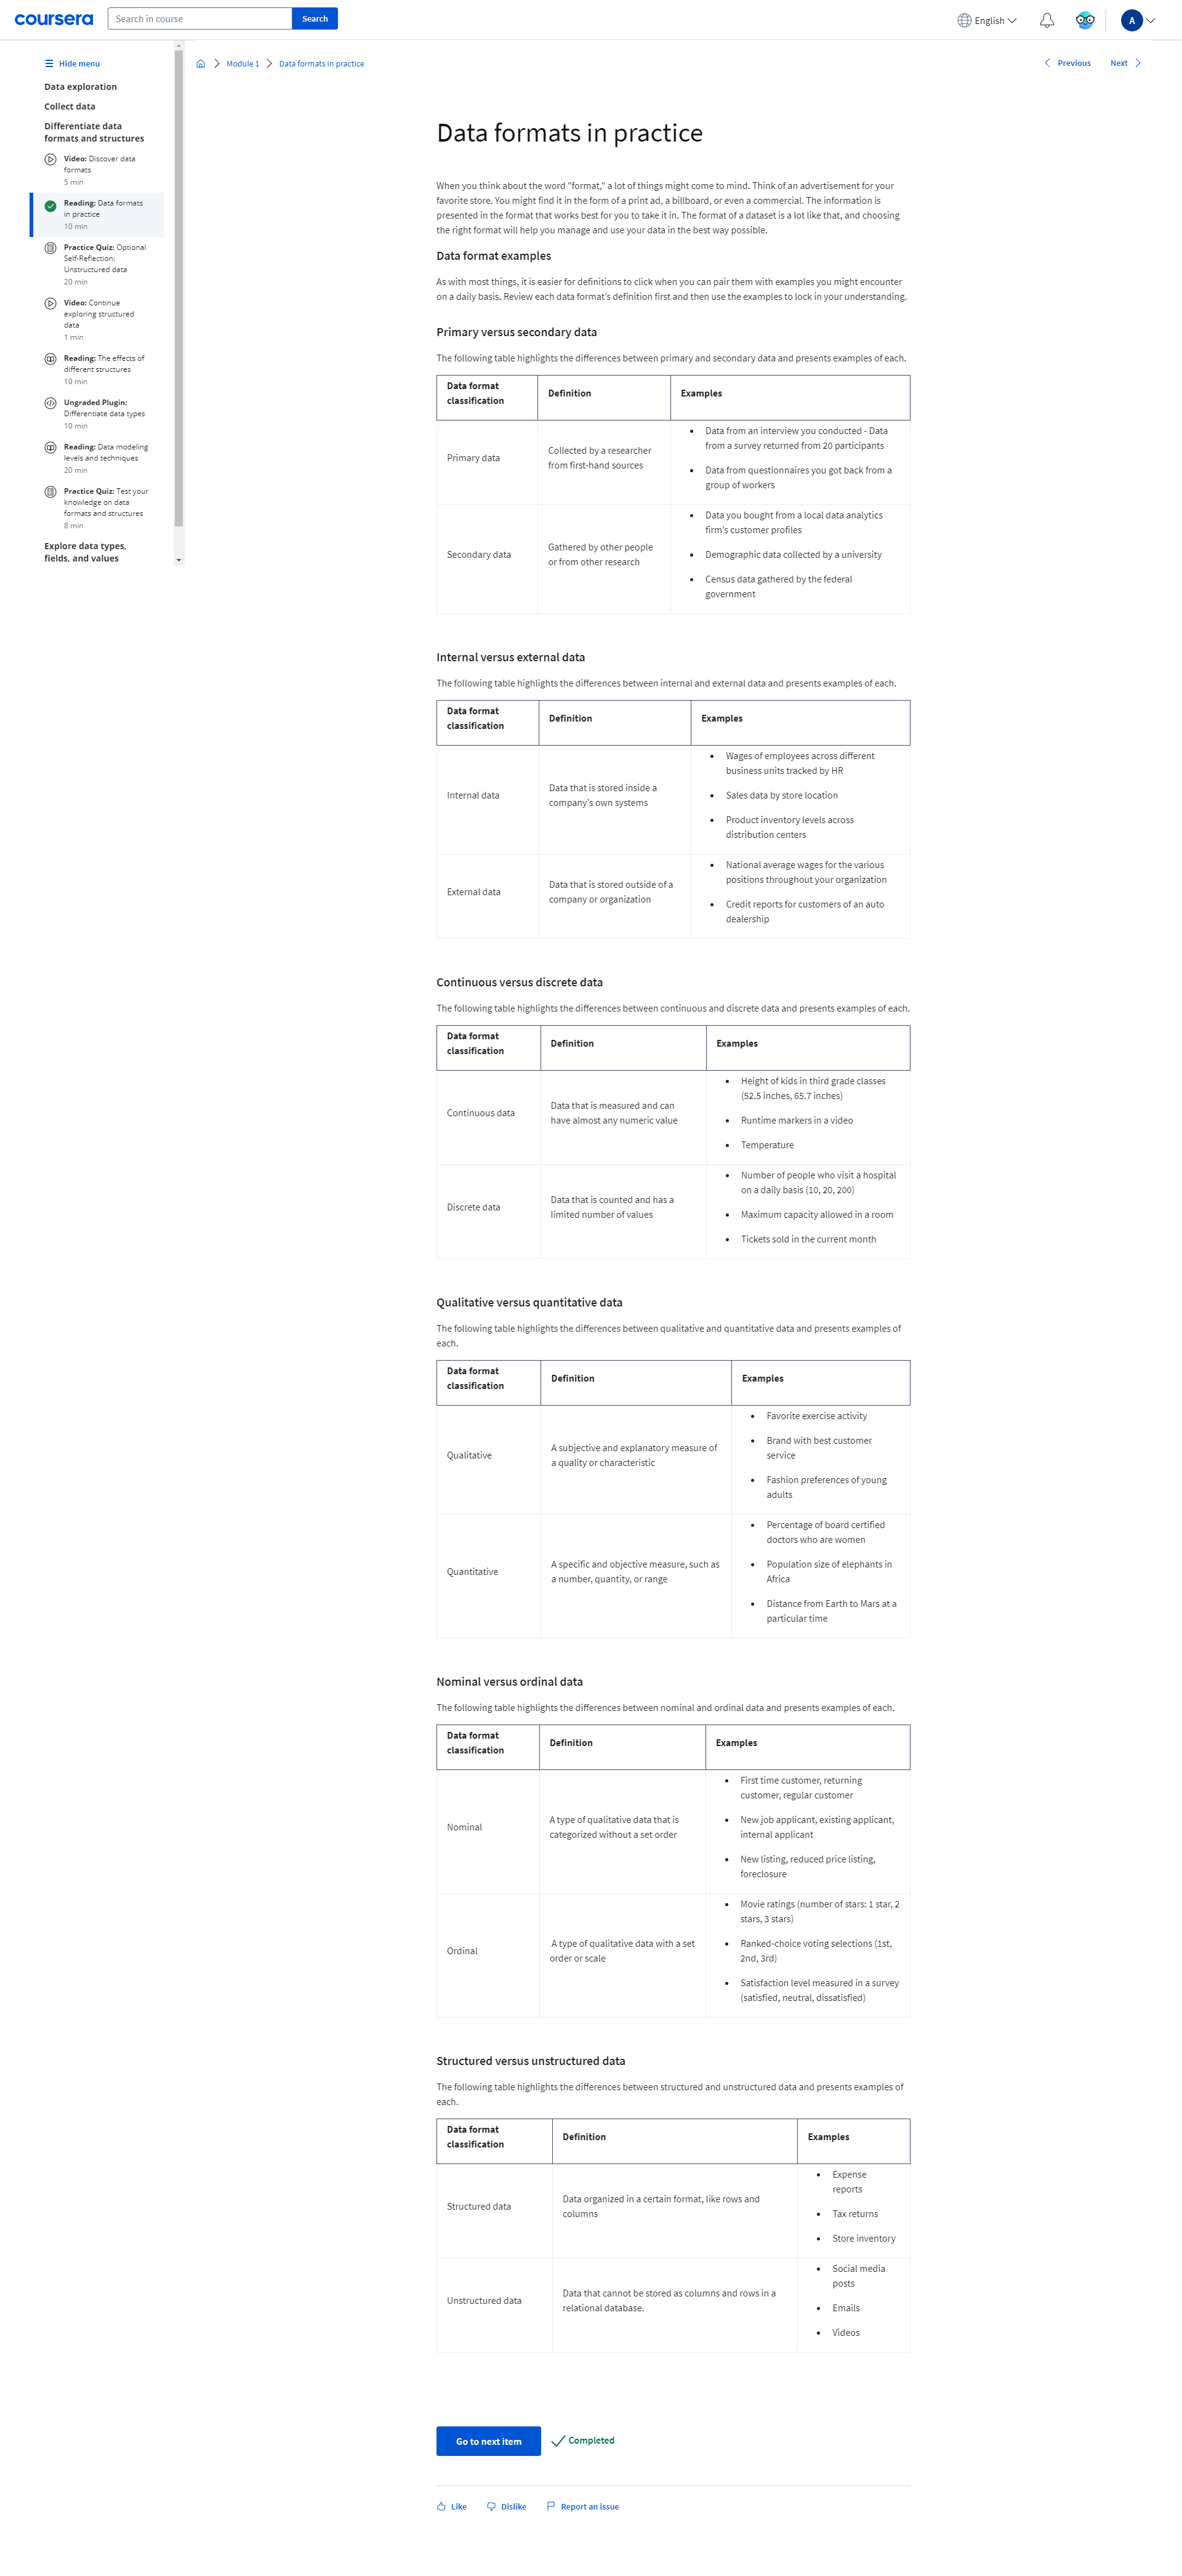 coursera
Search in course
Search
English
A
Hide menu
Data exploration
Collect data
Differentiate data
formats and structures
Video: Discover data
formats
5 min
Reading: Data formats
in practice
10 min
Practice Quiz: Optional
Self-Reflection:
Unstructured data
20 min
Video: Continue
exploring structured
data
1 min
Reading: The effects of
different structures
10 min
Ungraded Plugin:
Differentiate data types
10 min
Reading: Data modeling
levels and techniques
20 min
Practice Quiz: Test your
knowledge on data
formats and structures
8 min
Explore data types,
fields, and values
Module 1
Data formats in practice
Previous
Next
Data formats in practice
When you think about the word "format," a lot of things might come to mind. Think of an advertisement for your
favorite store. You might find it in the form of a print ad, a billboard, or even a commercial. The information is
presented in the format that works best for you to take it in. The format of a dataset is a lot like that, and choosing
the right format will help you manage and use your data in the best way possible.
Data format examples
As with most things, it is easier for definitions to click when you can pair them with examples you might encounter
on a daily basis. Review each data format's definition first and then use the examples to lock in your understanding.
Primary versus secondary data
The following table highlights the differences between primary and secondary data and presents examples of each.
Data format
classification
Definition
Examples
Primary data
Collected by a researcher
from first-hand sources
• Data from an interview you conducted - Data
from a survey returned from 20 participants
• Data from questionnaires you got back from a
group of workers
Secondary data
Gathered by other people
or from other research
• Data you bought from a local data analytics
firm's customer profiles
• Demographic data collected by a university
• Census data gathered by the federal
government
Internal versus external data
The following table highlights the differences between internal and external data and presents examples of each.
Data format
classification
Definition
Examples
Internal data
Data that is stored inside a
company's own systems
• Wages of employees across different
business units tracked by HR
• Sales data by store location
• Product inventory levels across
distribution centers
External data
Data that is stored outside of a
company or organization
• National average wages for the various
positions throughout your organization
• Credit reports for customers of an auto
dealership
Continuous versus discrete data
The following table highlights the differences between continuous and discrete data and presents examples of each.
Data format
classification
Definition
Examples
Continuous data
Data that is measured and can
have almost any numeric value
• Height of kids in third grade classes
(52.5 inches, 65.7 inches)
• Runtime markers in a video
• Temperature
Discrete data
Data that is counted and has a
limited number of values
• Number of people who visit a hospital
on a daily basis (10, 20, 200)
• Maximum capacity allowed in a room
• Tickets sold in the current month
Qualitative versus quantitative data
The following table highlights the differences between qualitative and quantitative data and presents examples of
each.
Data format
classification
Definition
Examples
Qualitative
A subjective and explanatory measure of
a quality or characteristic
• Favorite exercise activity
• Brand with best customer
service
• Fashion preferences of young
adults
Quantitative
A specific and objective measure, such as
a number, quantity, or range
• Percentage of board certified
doctors who are women
• Population size of elephants in
Africa
• Distance from Earth to Mars at a
particular time
Nominal versus ordinal data
The following table highlights the differences between nominal and ordinal data and presents examples of each.
Data format
classification
Definition
Examples
Nominal
A type of qualitative data that is
categorized without a set order
• First time customer, returning
customer, regular customer
• New job applicant, existing applicant,
internal applicant
• New listing, reduced price listing,
foreclosure
Ordinal
A type of qualitative data with a set
order or scale
• Movie ratings (number of stars: 1 star, 2
stars, 3 stars)
• Ranked-choice voting selections (1st,
2nd, 3rd)
• Satisfaction level measured in a survey
(satisfied, neutral, dissatisfied)
Structured versus unstructured data
The following table highlights the differences between structured and unstructured data and presents examples of
each.
Data format
classification
Definition
Examples
Structured data
Data organized in a certain format, like rows and
columns
• Expense
reports
• Tax returns
• Store inventory
Unstructured data
Data that cannot be stored as columns and rows in a
relational database.
• Social media
posts
• Emails
• Videos
Go to next item
Completed
Like
Dislike
Report an issue